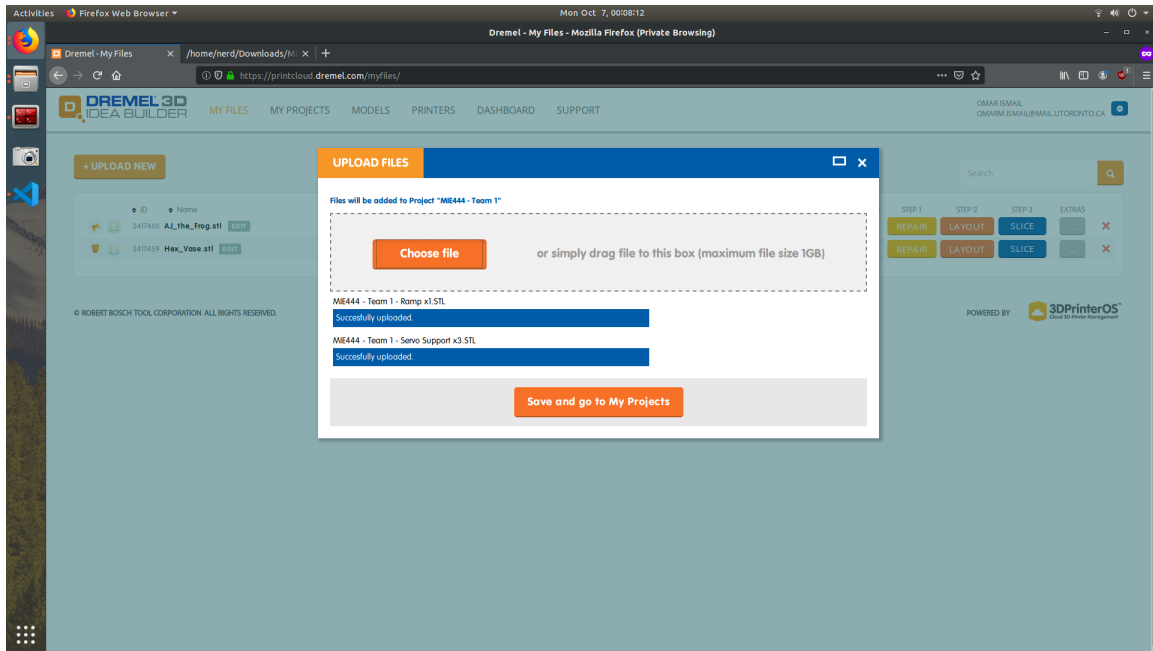 Activities Firefox Web Browser Mon Oct 7, 00:08:12
Dremel - My Files - Mozilla Firefox (Private Browsing)
Dremel - My Files × /home/nerd/Downloads/MI × +
https://printcloud.dremel.com/myfiles/
DREMEL 3D
IDEA BUILDER
MY FILES MY PROJECTS MODELS PRINTERS DASHBOARD SUPPORT
OMAR ISMAIL
OMARM.ISMAIL@MAIL.UTORONTO.CA
+ UPLOAD NEW
Search
UPLOAD FILES
Files will be added to Project "MIE444 - Team 1"
Choose file or simply drag file to this box (maximum file size 1GB)
MIE444 - Team 1 - Ramp x1.STL
Succesfully uploaded.
MIE444 - Team 1 - Servo Support x3.STL
Succesfully uploaded.
Save and go to My Projects
ID Name STEP 1 STEP 2 STEP 3 EXTRAS
3417460 AJ_the_Frog.stl EDIT REPAIR LAYOUT SLICE ...
3417459 Hex_Vase.stl EDIT REPAIR LAYOUT SLICE ...
© ROBERT BOSCH TOOL CORPORATION ALL RIGHTS RESERVED.
POWERED BY 3DPrinterOS™
Cloud 3D Printer Management